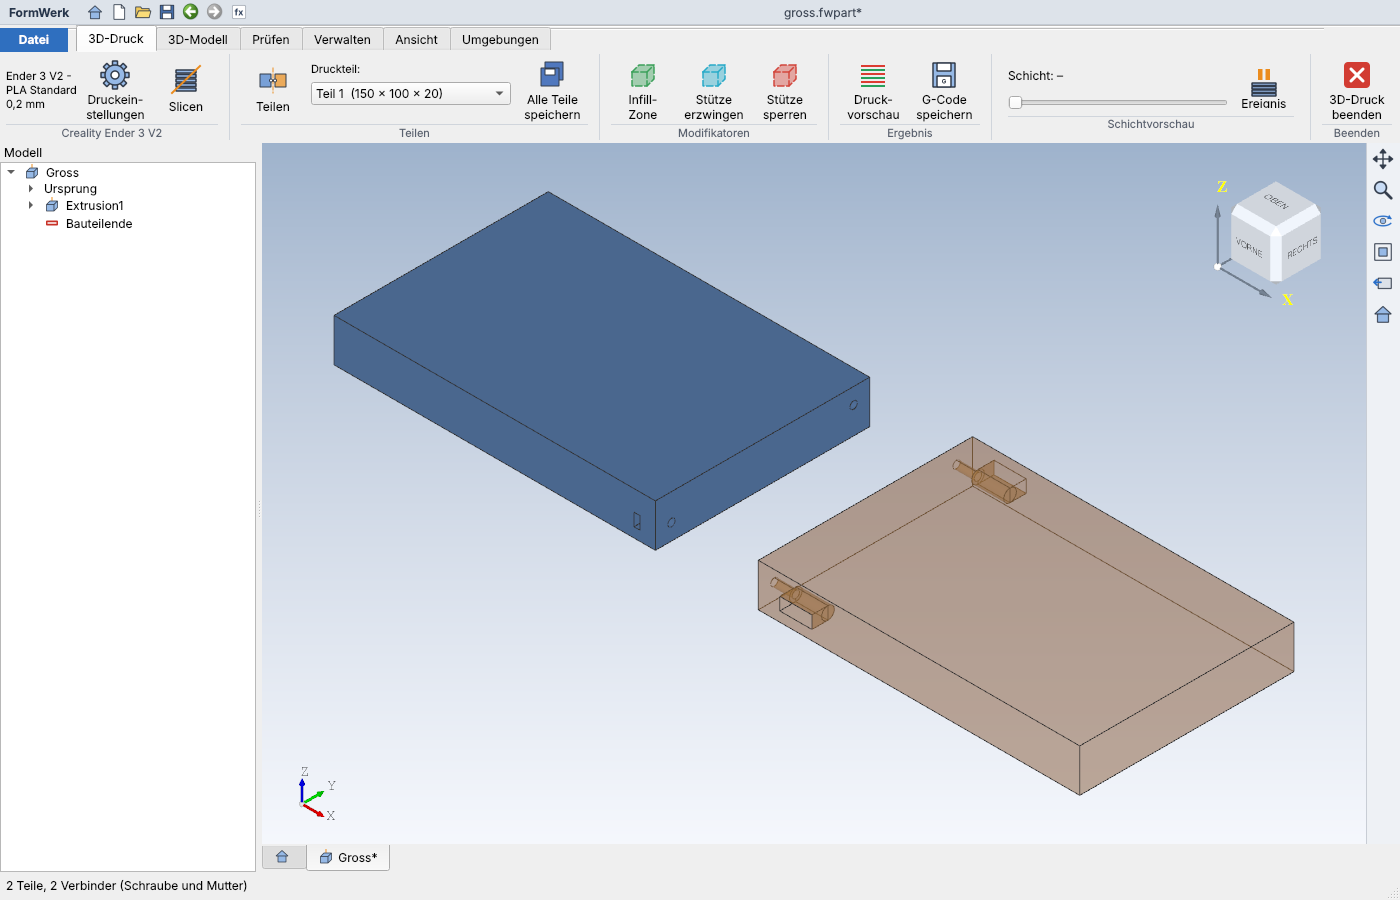 FormWerk
fx
gross.fwpart*
Datei
3D-Druck
3D-Modell
Prüfen
Verwalten
Ansicht
Umgebungen
Ender 3 V2 -
PLA Standard
0,2 mm
Druckein-
stellungen
Slicen
Creality Ender 3 V2
Teilen
Druckteil:
Teil 1 (150 × 100 × 20)
Alle Teile
speichern
Teilen
Infill-
Zone
Stütze
erzwingen
Stütze
sperren
Modifikatoren
Druck-
vorschau
G-Code
speichern
Ergebnis
Schicht: –
Ereignis
Schichtvorschau
3D-Druck
beenden
Beenden
Modell
Gross
Ursprung
Extrusion1
Bauteilende
Z
OBEN
VORNE
RECHTS
X
Z
Y
X
Gross*
2 Teile, 2 Verbinder (Schraube und Mutter)